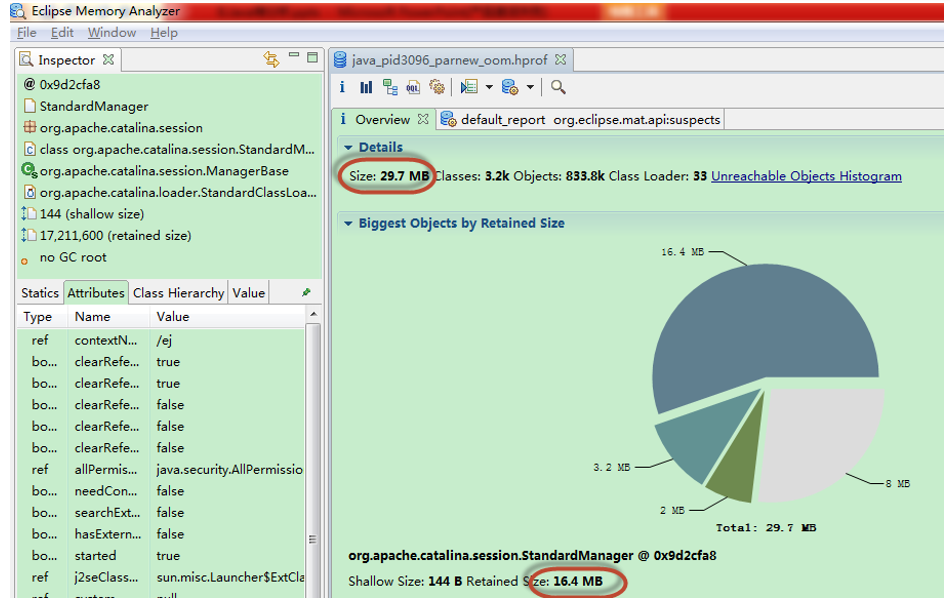 Eclipse Memory Analyzer
File Edit Window Help
Inspector
@ 0x9d2cfa8
StandardManager
org.apache.catalina.session
class org.apache.catalina.session.StandardM...
org.apache.catalina.session.ManagerBase
org.apache.catalina.loader.StandardClassLoa...
144 (shallow size)
17,211,600 (retained size)
no GC root
Statics Attributes Class Hierarchy Value
Type Name Value
ref contextN... /ej
bo... clearRefe... true
bo... clearRefe... true
bo... clearRefe... false
bo... clearRefe... false
bo... clearRefe... false
ref allPermis... java.security.AllPermissio
bo... needCon... false
bo... searchExt... false
bo... hasExtern... false
bo... started true
ref j2seClass... sun.misc.Launcher$ExtCla
java_pid3096_parnew_oom.hprof
i OQL
i Overview default_report org.eclipse.mat.api:suspects
Details
Size: 29.7 MB Classes: 3.2k Objects: 833.8k Class Loader: 33 Unreachable Objects Histogram
Biggest Objects by Retained Size
16.4 MB
3.2 MB
8 MB
2 MB
Total: 29.7 MB
org.apache.catalina.session.StandardManager @ 0x9d2cfa8
Shallow Size: 144 B Retained Size: 16.4 MB